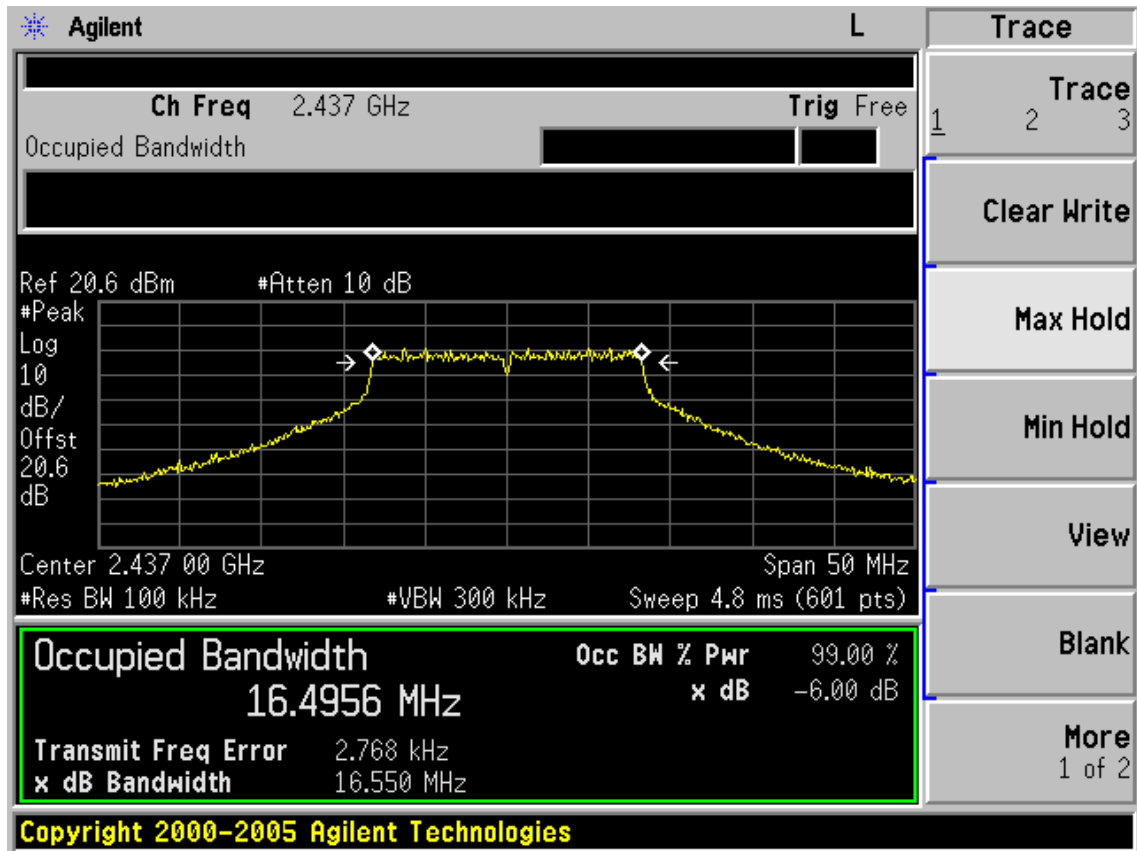 Agilent L Trace
Ch Freq 2.437 GHz Trig Free
Occupied Bandwidth
Trace
1 2 3
Clear Write
Max Hold
Min Hold
View
Blank
More
1 of 2
Ref 20.6 dBm #Atten 10 dB
#Peak
Log
10
dB/
Offst
20.6
dB
Center 2.437 00 GHz Span 50 MHz
#Res BW 100 kHz #VBW 300 kHz Sweep 4.8 ms (601 pts)
Occupied Bandwidth Occ BW % Pwr 99.00 %
16.4956 MHz x dB -6.00 dB
Transmit Freq Error 2.768 kHz
x dB Bandwidth 16.550 MHz
Copyright 2000-2005 Agilent Technologies